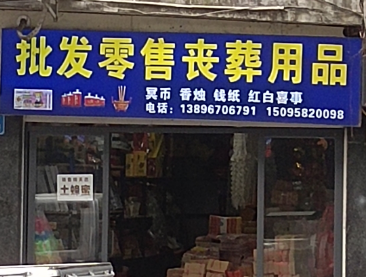 批发零售丧葬用品
冥币 香烛 钱纸 红白喜事
电话：13896706791 15095820098
土蜂蜜